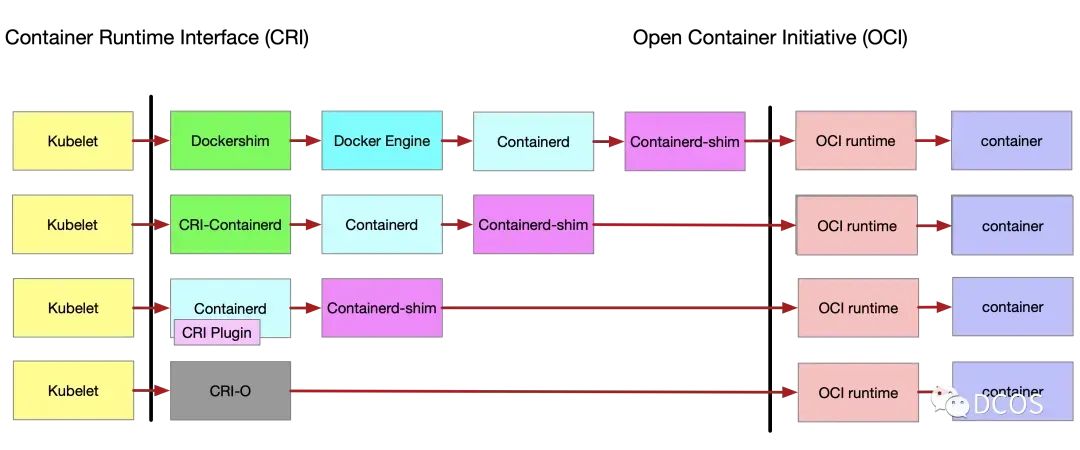 Container Runtime Interface (CRI)
Open Container Initiative (OCI)
Kubelet
Dockershim
Docker Engine
Containerd
Containerd-shim
OCI runtime
container
Kubelet
CRI-Containerd
Containerd
Containerd-shim
OCI runtime
container
Kubelet
Containerd
CRI Plugin
Containerd-shim
OCI runtime
container
Kubelet
CRI-O
OCI runtime
container
DCOS